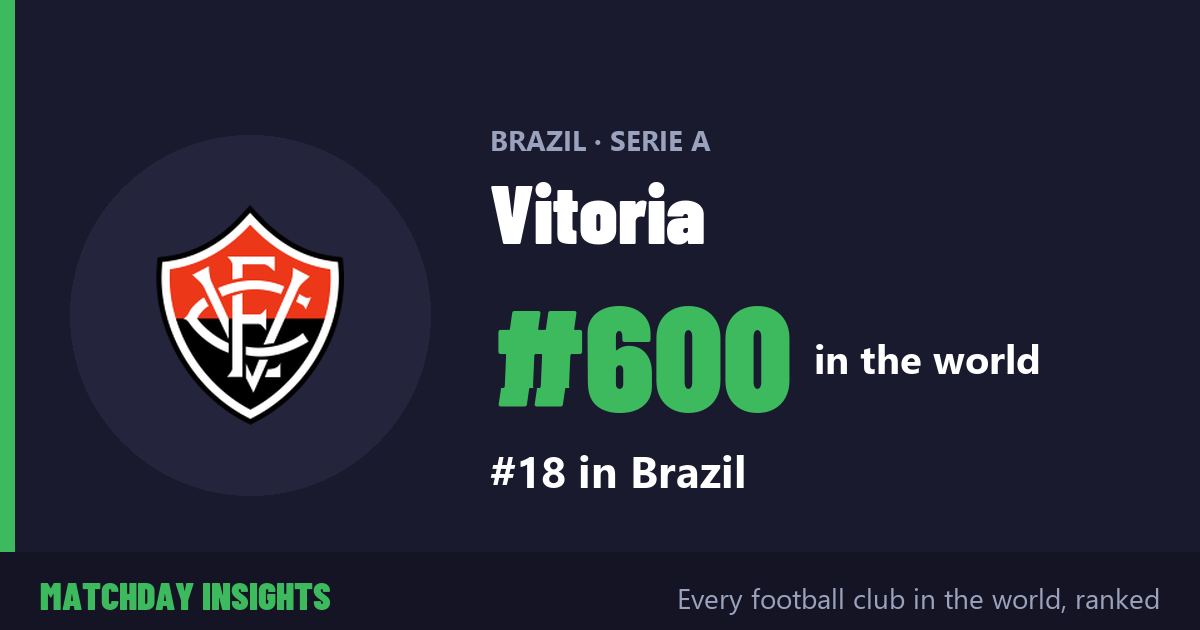 BRAZIL · SERIE A
Vitoria
#600 in the world
#18 in Brazil
MATCHDAY INSIGHTS
Every football club in the world, ranked